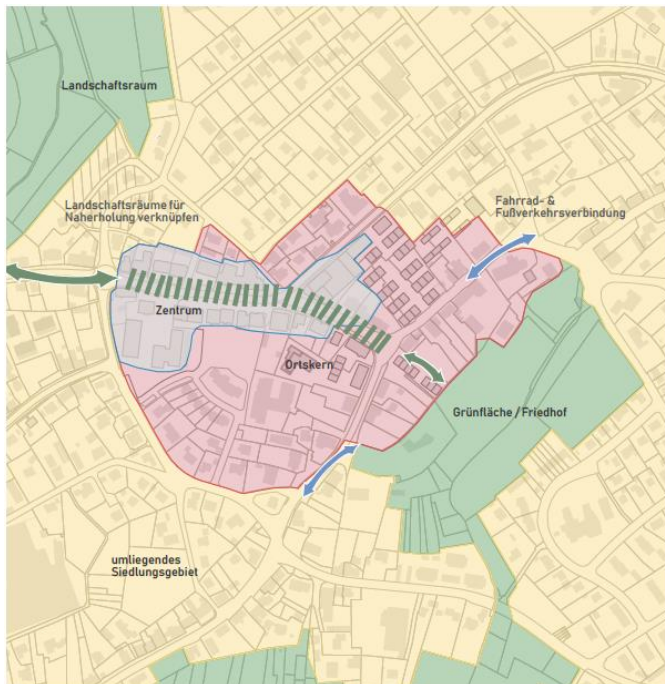 Landschaftsraum
Landschaftsräume für
Naherholung verknüpfen
Fahrrad- &
Fußverkehrsverbindung
Zentrum
Ortskern
Grünfläche / Friedhof
umliegendes
Siedlungsgebiet